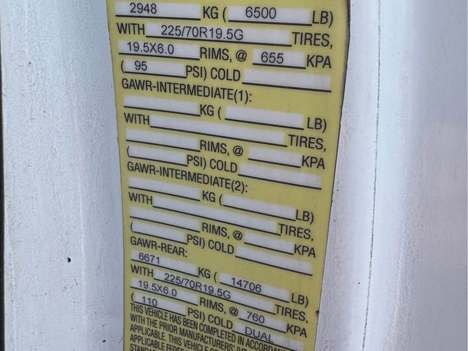 2948 KG ( 6500 LB)
WITH 225/70R19.5G TIRES,
19.5X6.0 RIMS, @ 655 KPA
( 95 PSI) COLD
GAWR-INTERMEDIATE(1):
KG ( LB)
WITH TIRES,
RIMS, @ KPA
( PSI) COLD
GAWR-INTERMEDIATE(2):
KG ( LB)
WITH TIRES,
RIMS, @ KPA
( PSI) COLD
GAWR-REAR:
6671 KG ( 14706 LB)
WITH 225/70R19.5G TIRES,
19.5X6.0 RIMS, @ 760 KPA
( 110 PSI) COLD DUAL
THIS VEHICLE HAS BEEN COMPLETED IN ACCORDANCE
WITH THE PRIOR MANUFACTURERS'
APPLICABLE. THIS VEHICLE
APPLICABLE